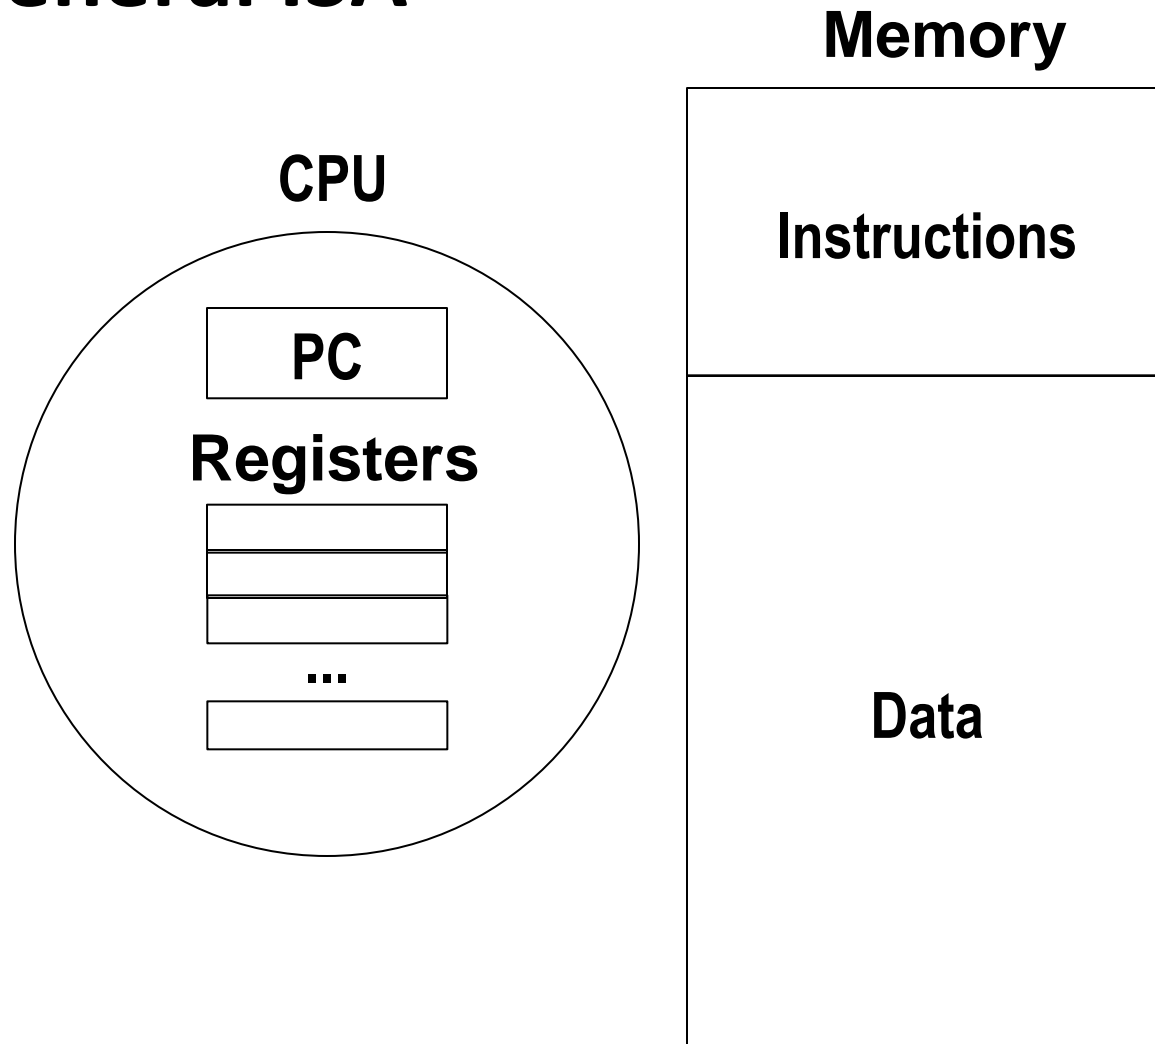 Memory
CPU
Instructions
PC
Registers
...
Data